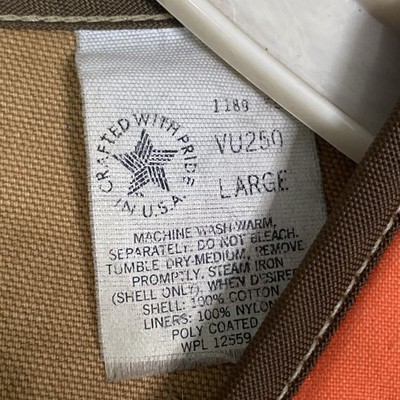 1186
CRAFTED WITH PRIDE
IN U.S.A.
VU250
LARGE
MACHINE WASH WARM,
SEPARATELY. DO NOT BLEACH.
TUMBLE DRY-MEDIUM, REMOVE
PROMPTLY. STEAM IRON
(SHELL ONLY). WHEN DESIRED
SHELL: 100% COTTON
LINERS: 100% NYLON
POLY COATED
WPL 12559